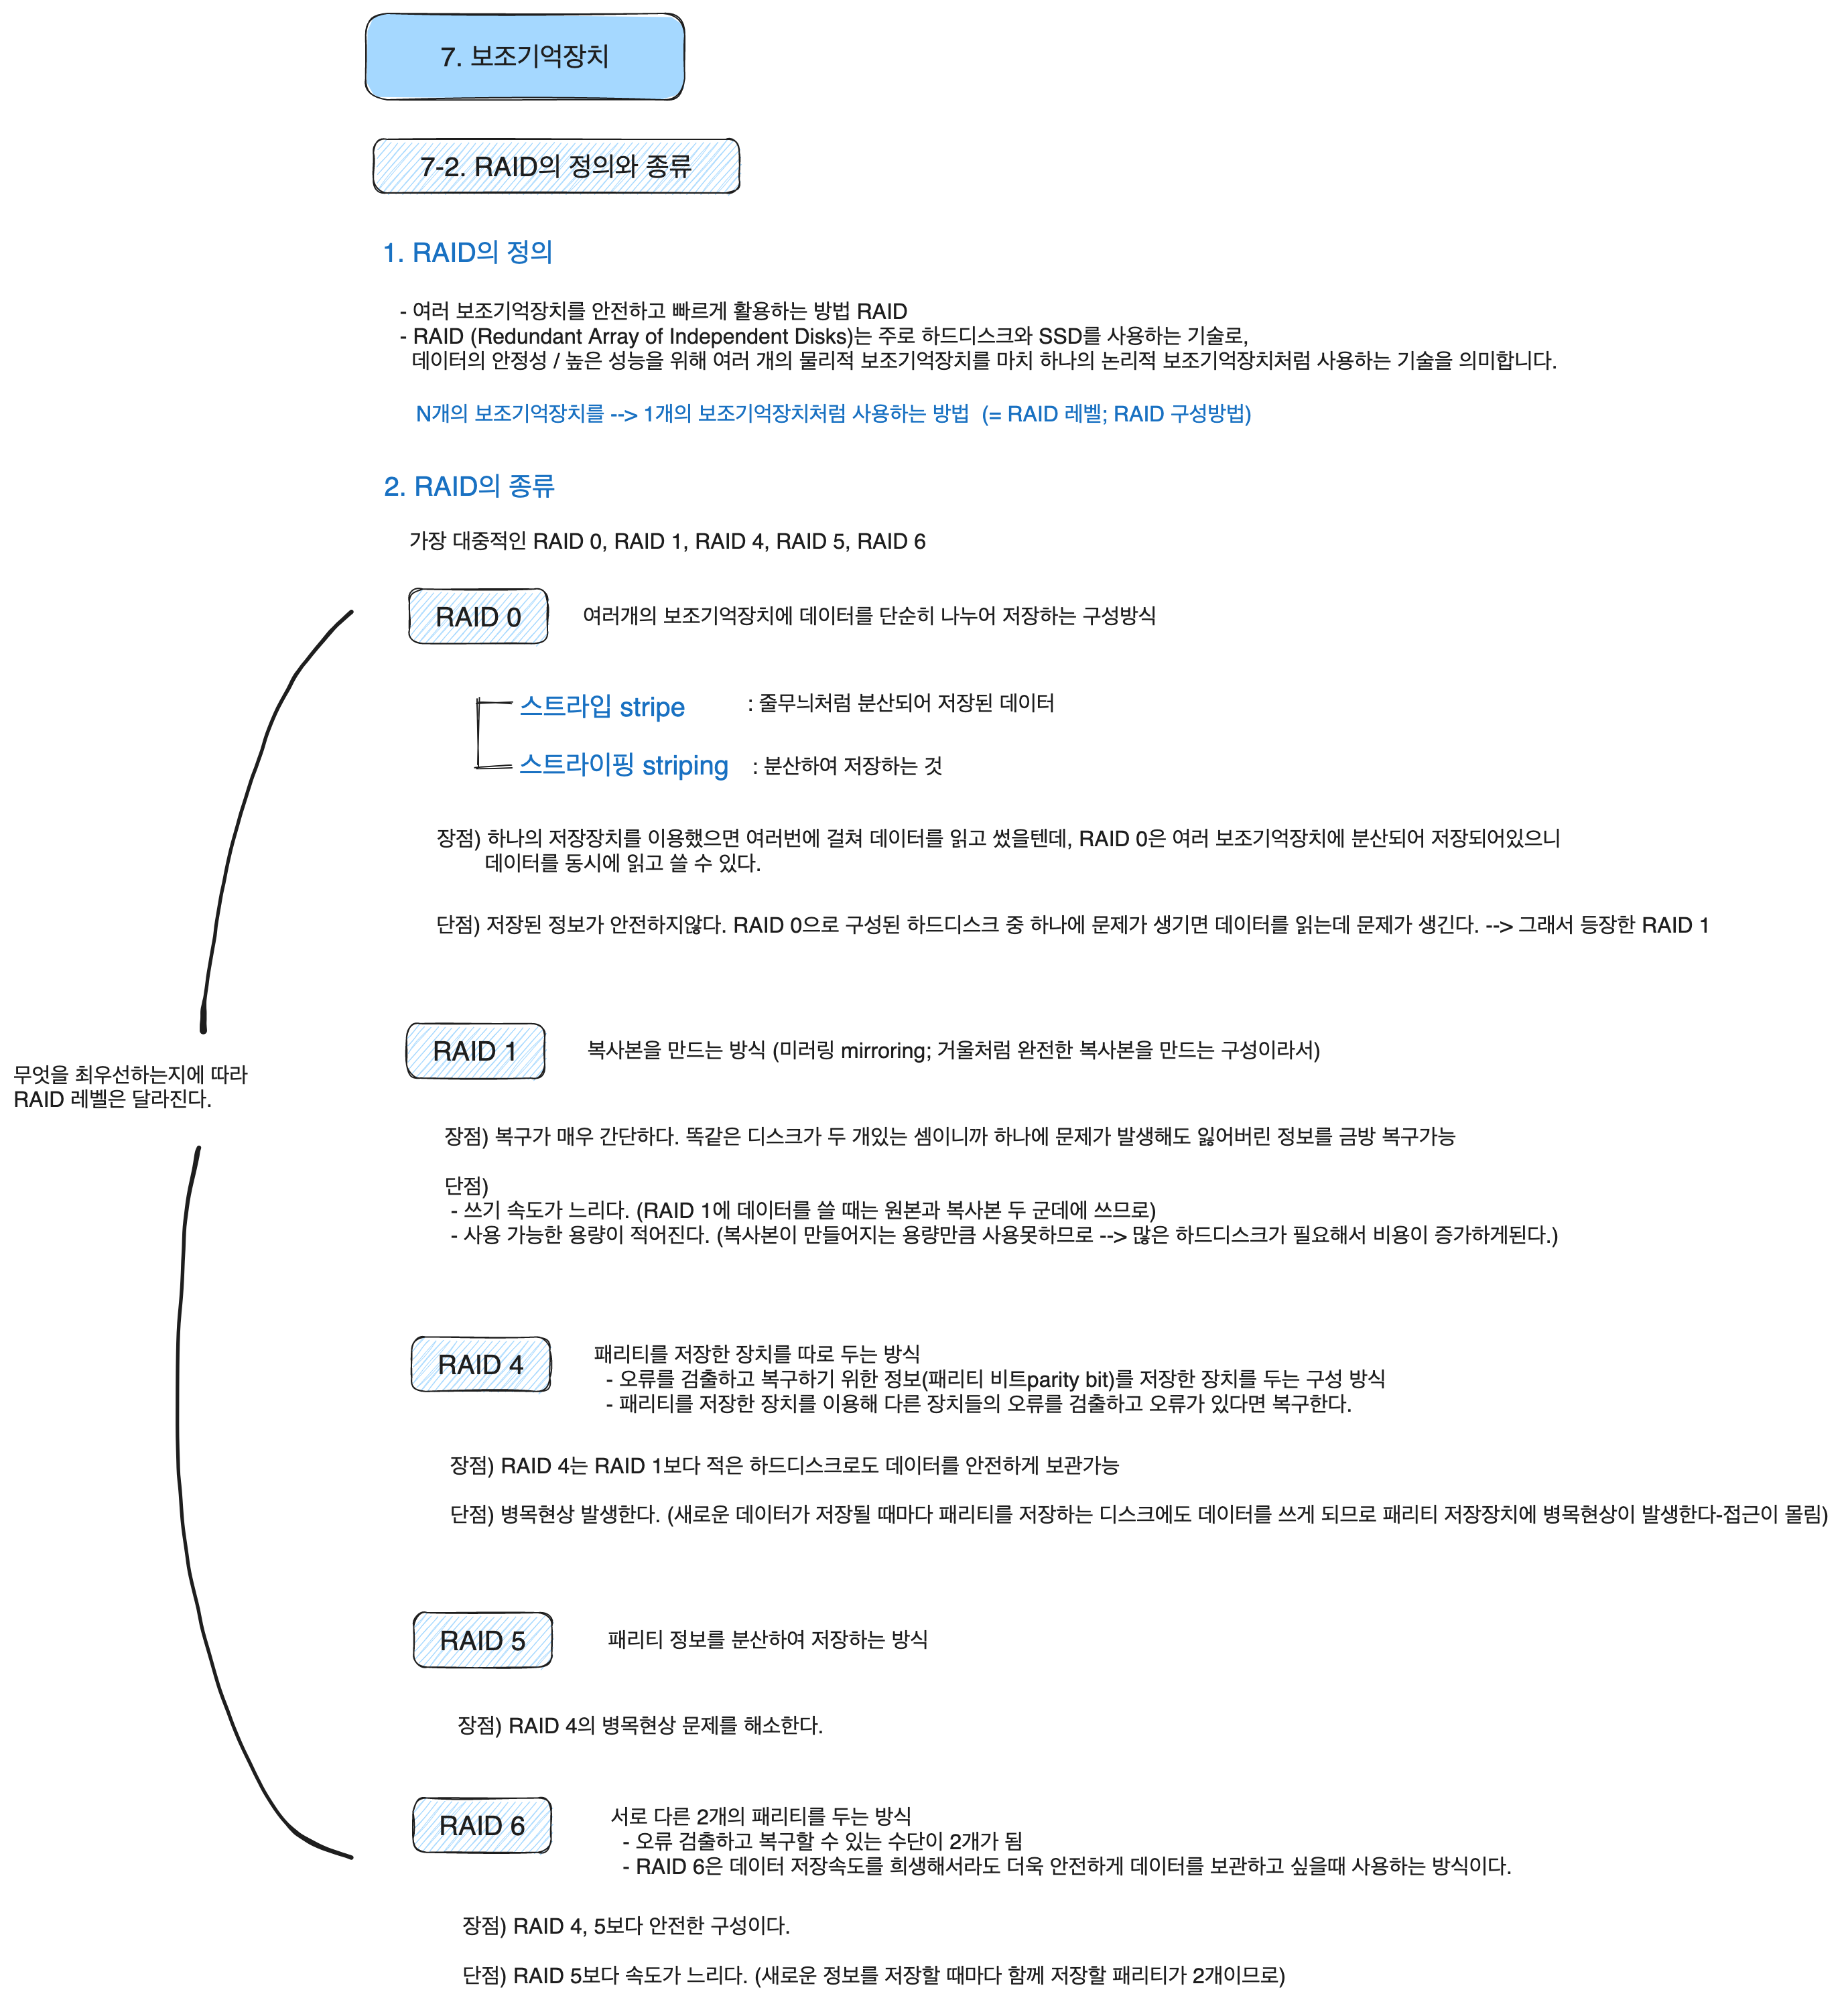 7. 보조기억장치
7-2. RAID의 정의와 종류
1. RAID의 정의
- 여러 보조기억장치를 안전하고 빠르게 활용하는 방법 RAID
- RAID (Redundant Array of Independent Disks)는 주로 하드디스크와 SSD를 사용하는 기술로,
데이터의 안정성 / 높은 성능을 위해 여러 개의 물리적 보조기억장치를 마치 하나의 논리적 보조기억장치처럼 사용하는 기술을 의미합니다.
N개의 보조기억장치를 --> 1개의 보조기억장치처럼 사용하는 방법 (= RAID 레벨; RAID 구성방법)
2. RAID의 종류
가장 대중적인 RAID 0, RAID 1, RAID 4, RAID 5, RAID 6
RAID 0
여러개의 보조기억장치에 데이터를 단순히 나누어 저장하는 구성방식
스트라입 stripe : 줄무늬처럼 분산되어 저장된 데이터
스트라이핑 striping : 분산하여 저장하는 것
장점) 하나의 저장장치를 이용했으면 여러번에 걸쳐 데이터를 읽고 썼을텐데, RAID 0은 여러 보조기억장치에 분산되어 저장되어있으니
데이터를 동시에 읽고 쓸 수 있다.
단점) 저장된 정보가 안전하지않다. RAID 0으로 구성된 하드디스크 중 하나에 문제가 생기면 데이터를 읽는데 문제가 생긴다. --> 그래서 등장한 RAID 1
무엇을 최우선하는지에 따라
RAID 레벨은 달라진다.
RAID 1
복사본을 만드는 방식 (미러링 mirroring; 거울처럼 완전한 복사본을 만드는 구성이라서)
장점) 복구가 매우 간단하다. 똑같은 디스크가 두 개있는 셈이니까 하나에 문제가 발생해도 잃어버린 정보를 금방 복구가능
단점)
- 쓰기 속도가 느리다. (RAID 1에 데이터를 쓸 때는 원본과 복사본 두 군데에 쓰므로)
- 사용 가능한 용량이 적어진다. (복사본이 만들어지는 용량만큼 사용못하므로 --> 많은 하드디스크가 필요해서 비용이 증가하게된다.)
RAID 4
패리티를 저장한 장치를 따로 두는 방식
- 오류를 검출하고 복구하기 위한 정보(패리티 비트parity bit)를 저장한 장치를 두는 구성 방식
- 패리티를 저장한 장치를 이용해 다른 장치들의 오류를 검출하고 오류가 있다면 복구한다.
장점) RAID 4는 RAID 1보다 적은 하드디스크로도 데이터를 안전하게 보관가능
단점) 병목현상 발생한다. (새로운 데이터가 저장될 때마다 패리티를 저장하는 디스크에도 데이터를 쓰게 되므로 패리티 저장장치에 병목현상이 발생한다-접근이 몰림)
RAID 5
패리티 정보를 분산하여 저장하는 방식
장점) RAID 4의 병목현상 문제를 해소한다.
RAID 6
서로 다른 2개의 패리티를 두는 방식
- 오류 검출하고 복구할 수 있는 수단이 2개가 됨
- RAID 6은 데이터 저장속도를 희생해서라도 더욱 안전하게 데이터를 보관하고 싶을때 사용하는 방식이다.
장점) RAID 4, 5보다 안전한 구성이다.
단점) RAID 5보다 속도가 느리다. (새로운 정보를 저장할 때마다 함께 저장할 패리티가 2개이므로)